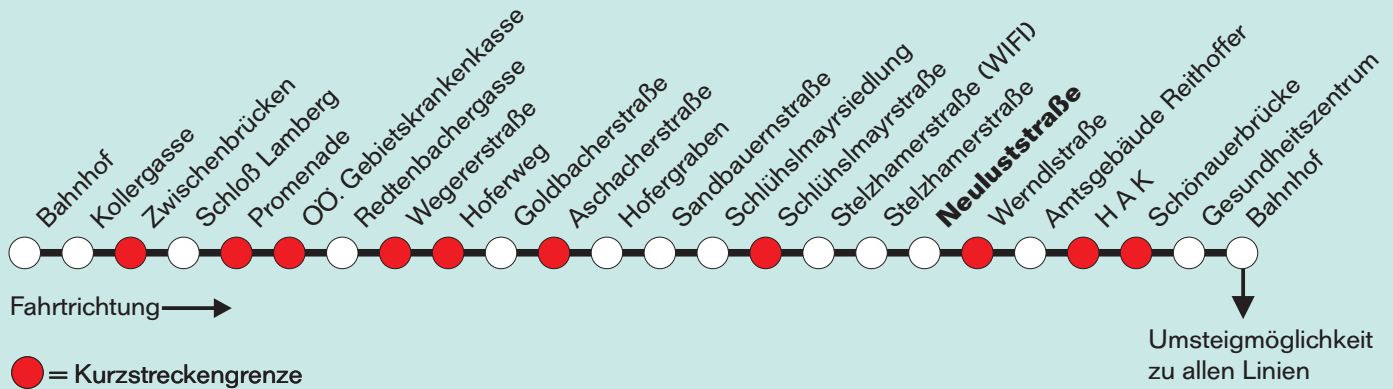 Bahnhof
Kollergasse
Zwischenbrücken
Schloß Lamberg
Promenade
OÖ. Gebietskrankenkasse
Redtenbachergasse
Wegererstraße
Hoferweg
Goldbacherstraße
Aschacherstraße
Hofergraben
Sandbauernstraße
Schlühslmayrsiedlung
Schlühslmayrstraße
Stelzhamerstraße (WIFI)
Stelzhamerstraße
Neuluststraße
Werndlstraße
Amtsgebäude Reithoffer
H A K
Schönauerbrücke
Gesundheitszentrum
Bahnhof
Fahrtrichtung
= Kurzstreckengrenze
Umsteigmöglichkeit
zu allen Linien